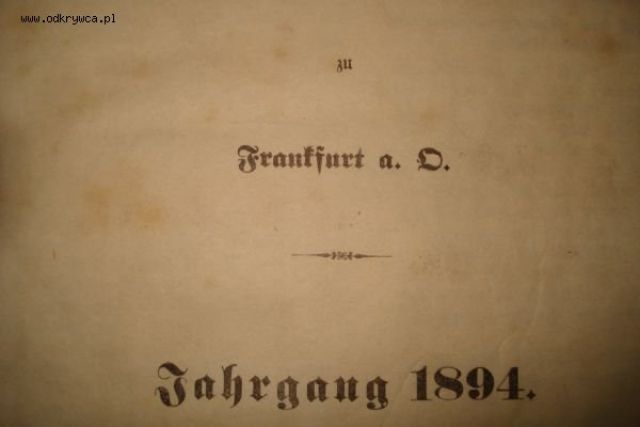 www.odkrywca.pl
zu
Frankfurt a. O.
Jahrgang 1894.